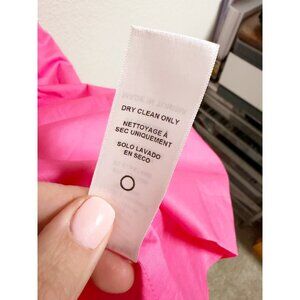 DRY CLEAN ONLY
NETTOYAGE À
SEC UNIQUEMENT
SOLO LAVADO
EN SECO